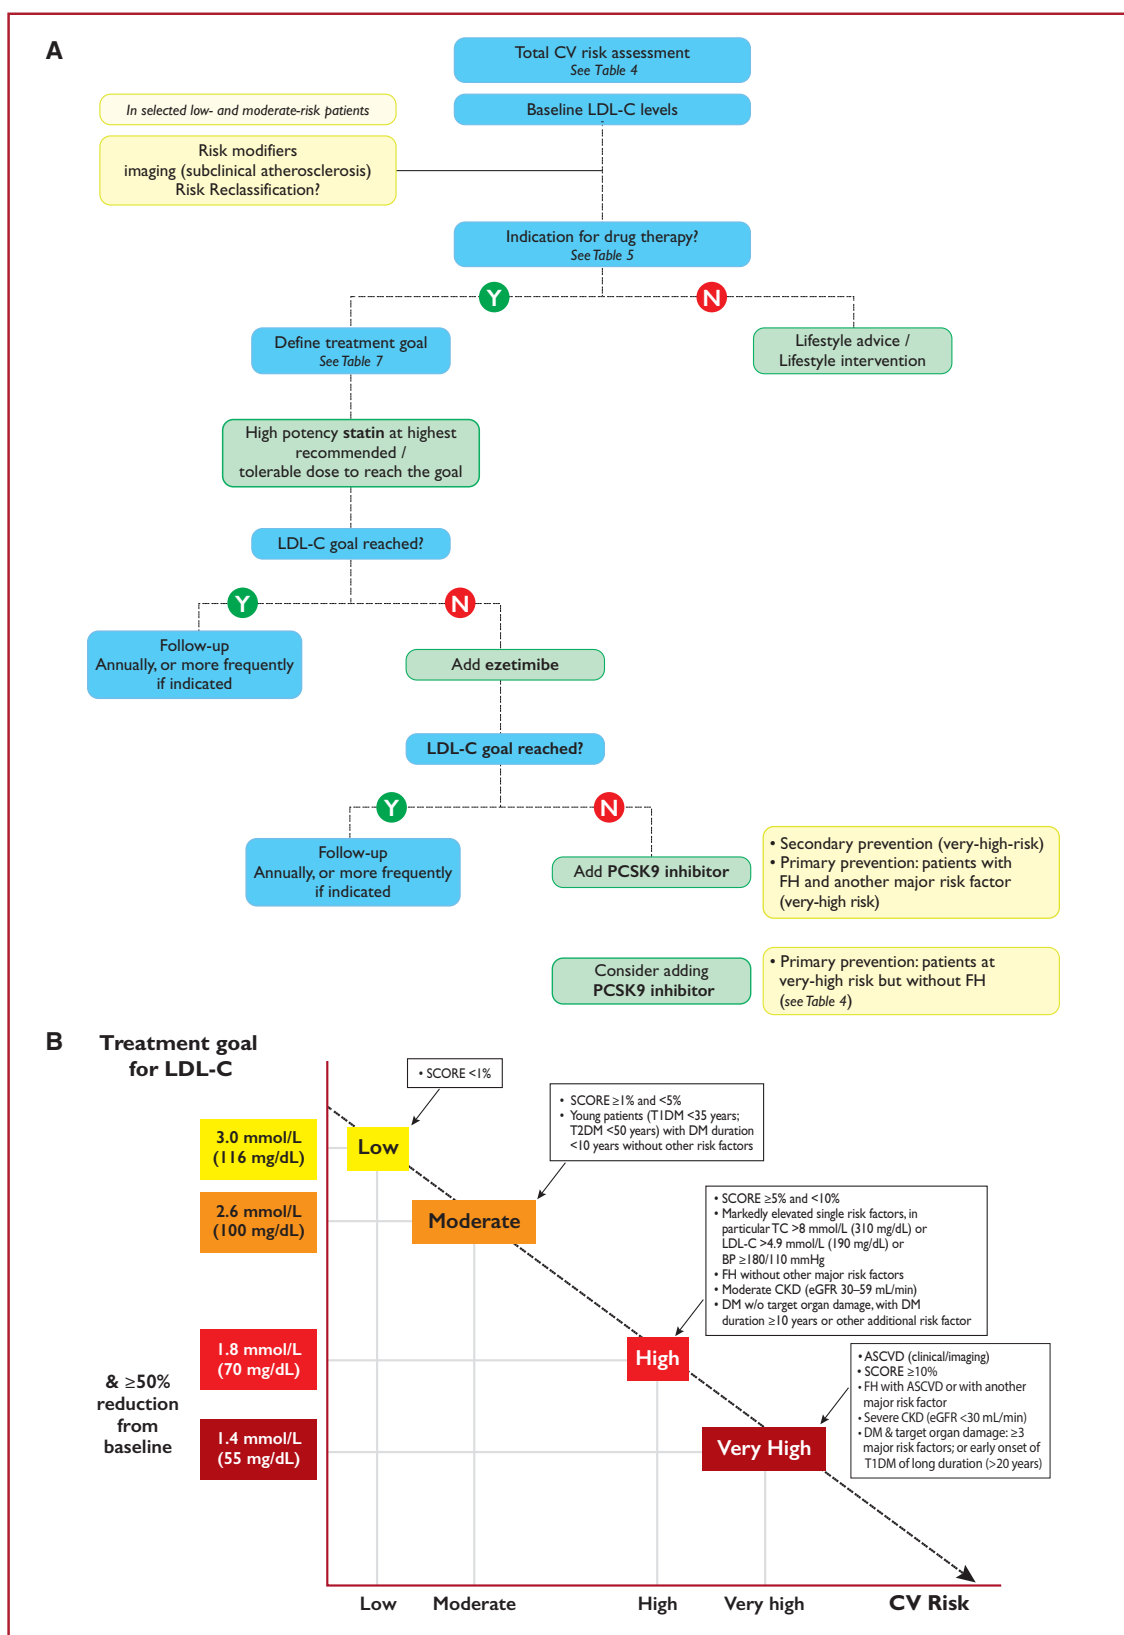 A
Total CV risk assessment
See Table 4
In selected low- and moderate-risk patients
Baseline LDL-C levels
Risk modifiers
imaging (subclinical atherosclerosis)
Risk Reclassification?
Indication for drug therapy?
See Table 5
Y
N
Define treatment goal
See Table 7
Lifestyle advice /
Lifestyle intervention
High potency statin at highest
recommended /
tolerable dose to reach the goal
LDL-C goal reached?
Y
N
Follow-up
Annually, or more frequently
if indicated
Add ezetimibe
LDL-C goal reached?
Y
N
Follow-up
Annually, or more frequently
if indicated
Add PCSK9 inhibitor
• Secondary prevention (very-high-risk)
• Primary prevention: patients with
FH and another major risk factor
(very-high risk)
Consider adding
PCSK9 inhibitor
• Primary prevention: patients at
very-high risk but without FH
(see Table 4)
B
Treatment goal
for LDL-C
• SCORE <1%
• SCORE ≥1% and <5%
• Young patients (T1DM <35 years;
T2DM <50 years) with DM duration
<10 years without other risk factors
3.0 mmol/L
(116 mg/dL)
Low
2.6 mmol/L
(100 mg/dL)
Moderate
• SCORE ≥5% and <10%
• Markedly elevated single risk factors, in
particular TC >8 mmol/L (310 mg/dL) or
LDL-C >4.9 mmol/L (190 mg/dL) or
BP ≥180/110 mmHg
• FH without other major risk factors
• Moderate CKD (eGFR 30–59 mL/min)
• DM w/o target organ damage, with DM
duration ≥10 years or other additional risk factor
1.8 mmol/L
(70 mg/dL)
High
& ≥50%
reduction
from
baseline
• ASCVD (clinical/imaging)
• SCORE ≥10%
• FH with ASCVD or with another
major risk factor
• Severe CKD (eGFR <30 mL/min)
• DM & target organ damage: ≥3
major risk factors; or early onset of
T1DM of long duration (>20 years)
1.4 mmol/L
(55 mg/dL)
Very High
Low
Moderate
High
Very high
CV Risk